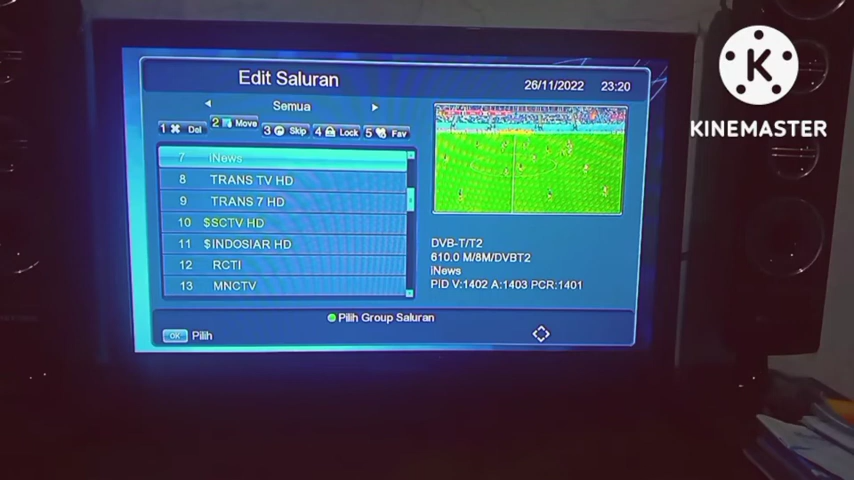 Edit Saluran
26/11/2022 23:20
Semua
1 Del 2 Move 3 Skip 4 Lock 5 Fav
7 iNews
8 TRANS TV HD
9 TRANS 7 HD
10 $SCTV HD
11 $INDOSIAR HD
12 RCTI
13 MNCTV
DVB-T/T2
610.0 M/8M/DVBT2
iNews
PID V:1402 A:1403 PCR:1401
Pilih Group Saluran
OK Pilih
K
KINEMASTER